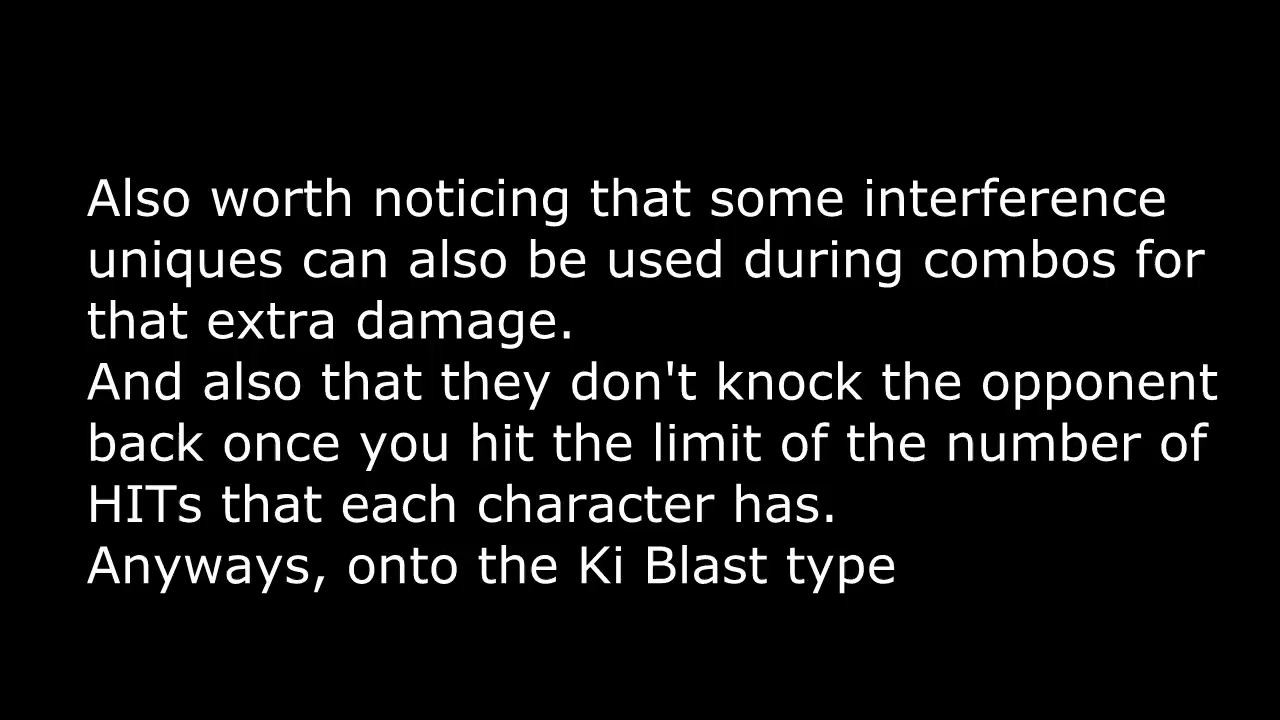 Also worth noticing that some interference
uniques can also be used during combos for
that extra damage.
And also that they don't knock the opponent
back once you hit the limit of the number of
HITs that each character has.
Anyways, onto the Ki Blast type